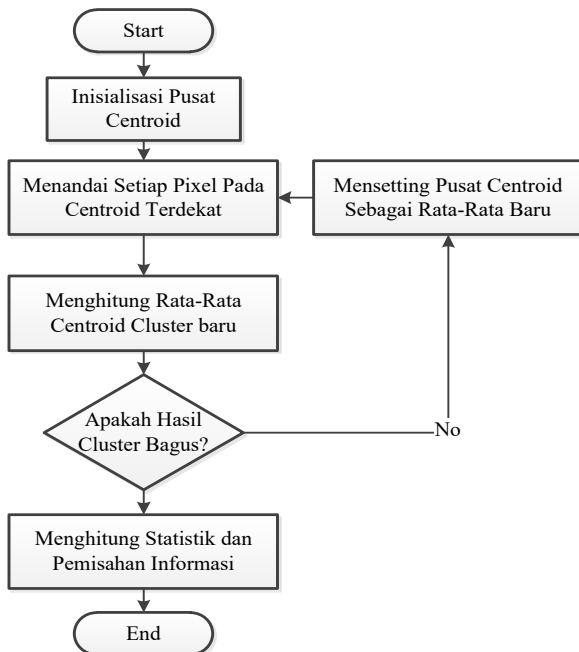 Start
Inisialisasi Pusat
Centroid
Menandai Setiap Pixel Pada
Centroid Terdekat
Mensetting Pusat Centroid
Sebagai Rata-Rata Baru
Menghitung Rata-Rata
Centroid Cluster baru
Apakah Hasil
Cluster Bagus?
No
Menghitung Statistik dan
Pemisahan Informasi
End